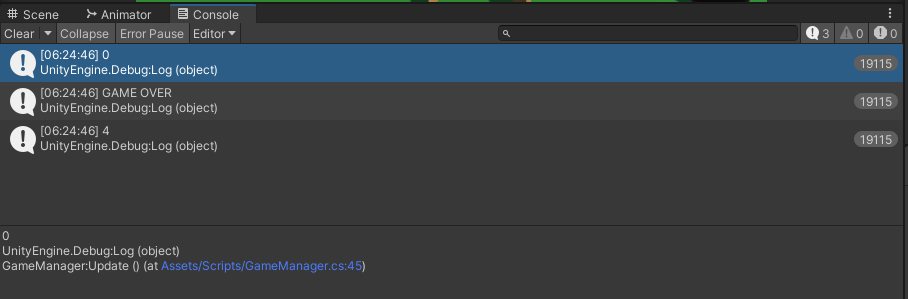 Scene Animator Console
Clear Collapse Error Pause Editor 3 0 0
[06:24:46] 0
UnityEngine.Debug:Log (object)
19115
[06:24:46] GAME OVER
UnityEngine.Debug:Log (object)
19115
[06:24:46] 4
UnityEngine.Debug:Log (object)
19115
0
UnityEngine.Debug:Log (object)
GameManager:Update () (at Assets/Scripts/GameManager.cs:45)